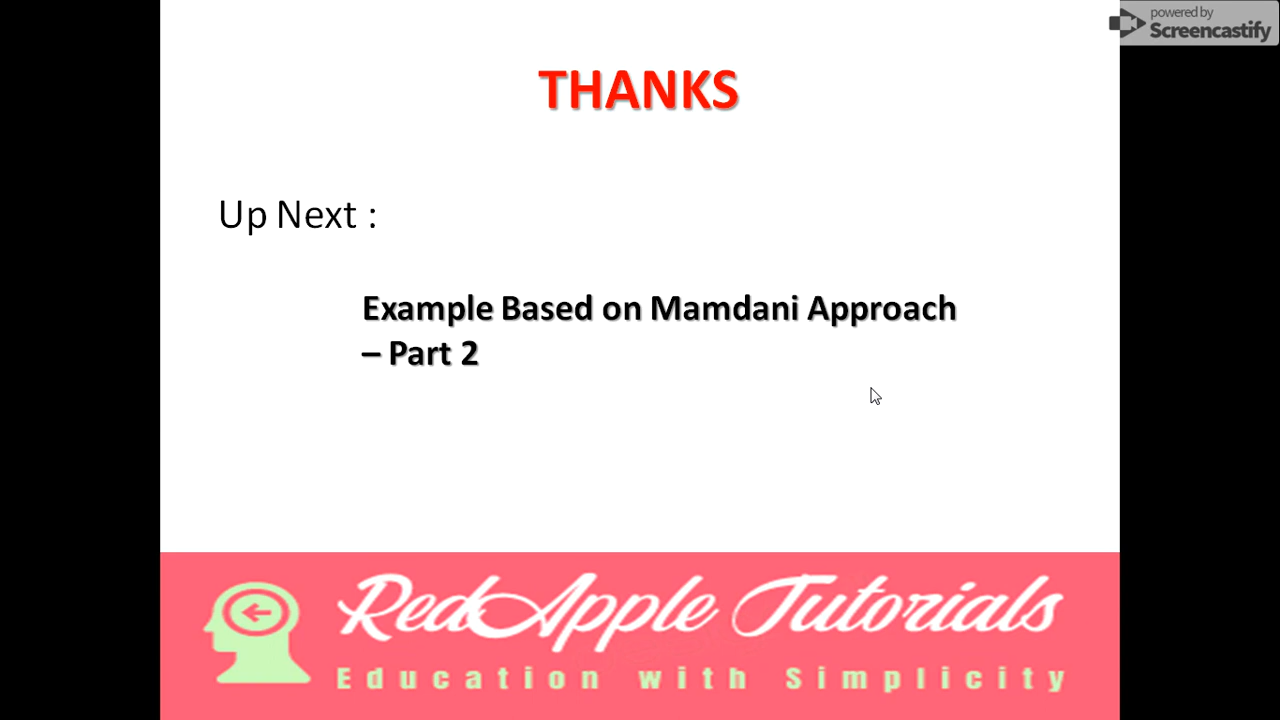 powered by
Screencastify
THANKS
Up Next :
Example Based on Mamdani Approach
– Part 2
RedApple Tutorials
Education with Simplicity